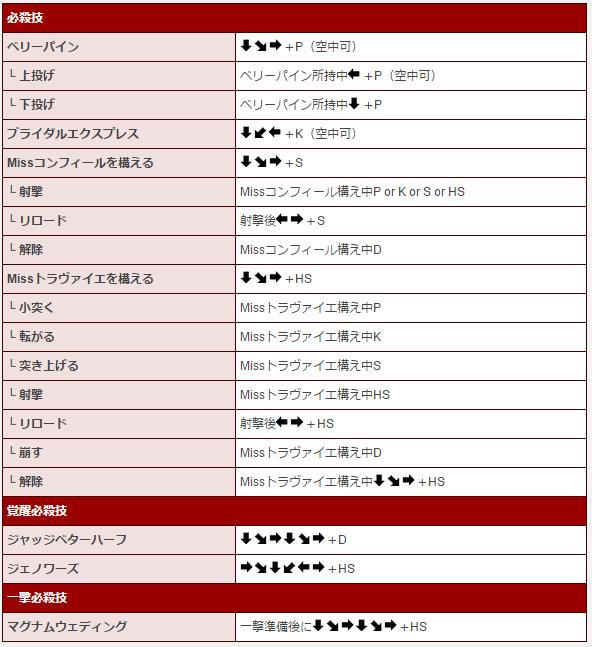 必殺技
ベリーパイン ⬇⬊➡+P（空中可）
└ 上投げ ベリーパイン所持中⬅+P（空中可）
└ 下投げ ベリーパイン所持中⬇+P
ブライダルエクスプレス ⬇⬋⬅+K（空中可）
Missコンフィールを構える ⬇⬊➡+S
└ 射撃 Missコンフィール構え中P or K or S or HS
└ リロード 射撃後⬅➡+S
└ 解除 Missコンフィール構え中D
Missトラヴァイエを構える ⬇⬊➡+HS
└ 小突く Missトラヴァイエ構え中P
└ 転がる Missトラヴァイエ構え中K
└ 突き上げる Missトラヴァイエ構え中S
└ 射撃 Missトラヴァイエ構え中HS
└ リロード 射撃後⬅➡+HS
└ 崩す Missトラヴァイエ構え中D
└ 解除 Missトラヴァイエ構え中⬇⬊➡+HS
覚醒必殺技
ジャッジベターハーフ ⬇⬊➡⬇⬊➡+D
ジェノワーズ ➡⬊⬇⬋⬅➡+HS
一撃必殺技
マグナムウェディング 一撃準備後に⬇⬊➡⬇⬊➡+HS